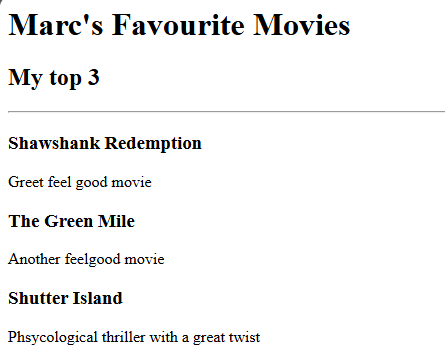 Marc's Favourite Movies
My top 3
Shawshank Redemption
Greet feel good movie
The Green Mile
Another feelgood movie
Shutter Island
Phsycological thriller with a great twist